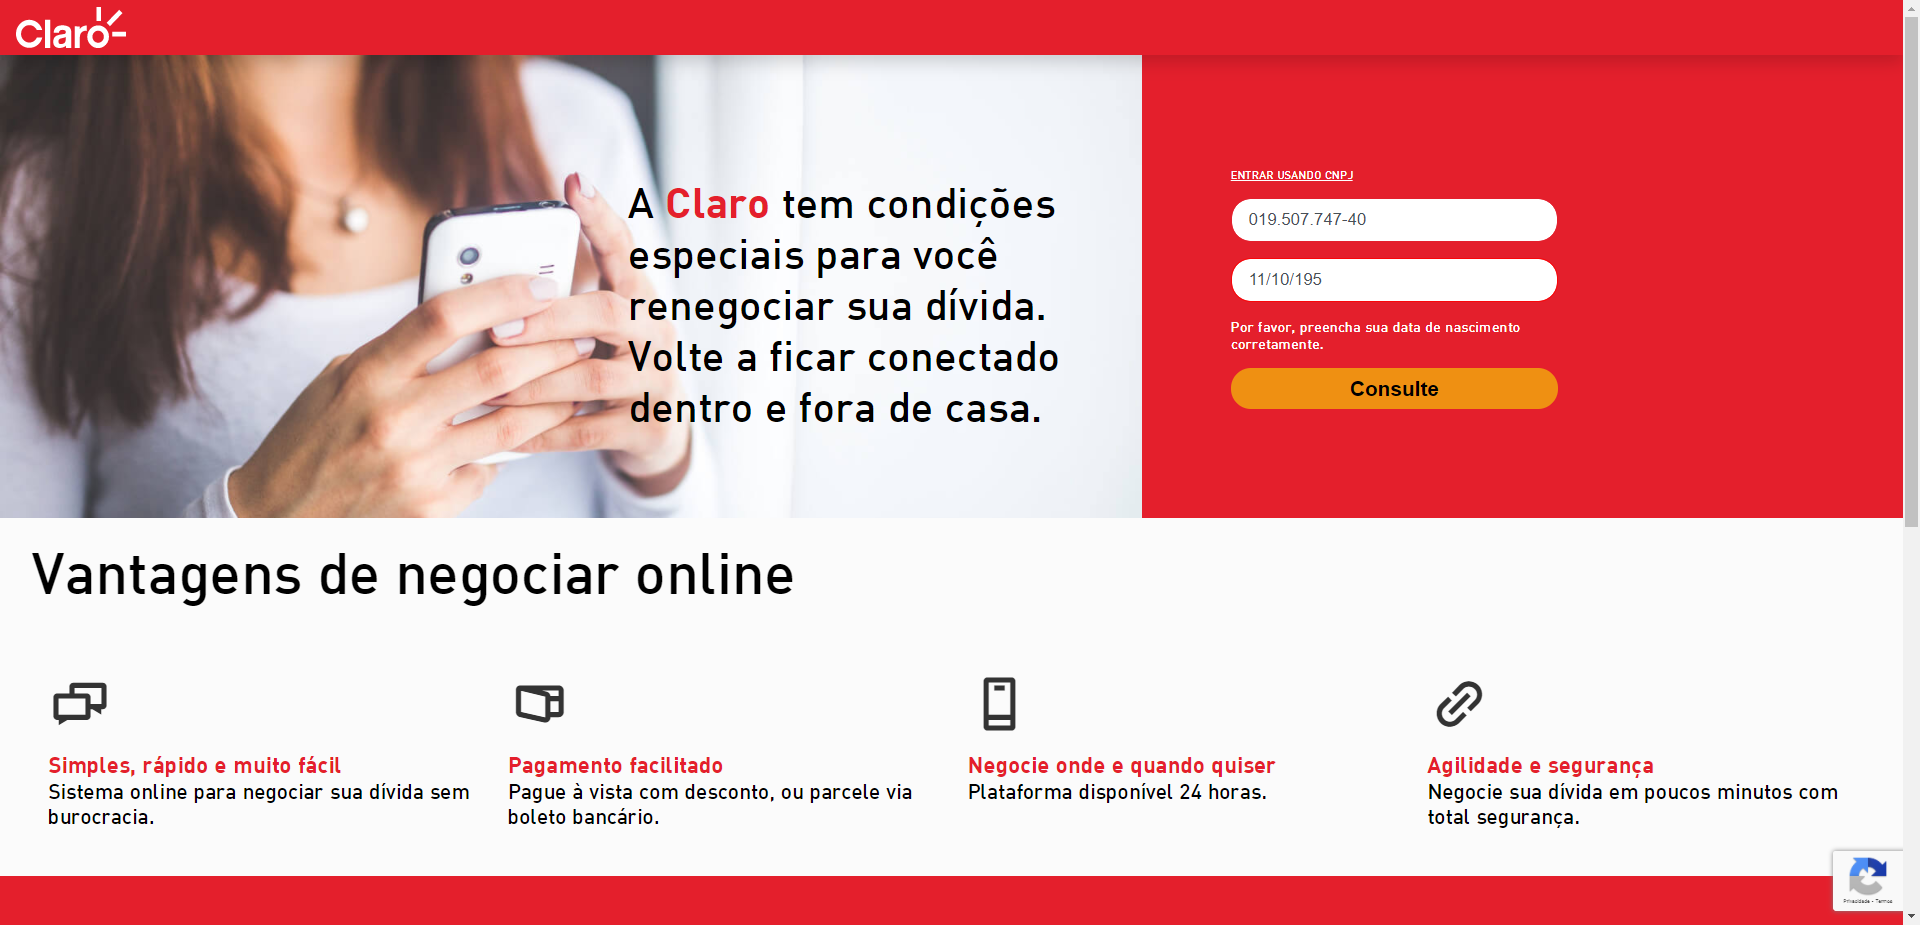 Claro
A Claro tem condições
especiais para você
renegociar sua dívida.
Volte a ficar conectado
dentro e fora de casa.
ENTRAR USANDO CNPJ
019.507.747-40
11/10/195
Por favor, preencha sua data de nascimento
corretamente.
Consulte
Vantagens de negociar online
Simples, rápido e muito fácil
Sistema online para negociar sua dívida sem
burocracia.
Pagamento facilitado
Pague à vista com desconto, ou parcele via
boleto bancário.
Negocie onde e quando quiser
Plataforma disponível 24 horas.
Agilidade e segurança
Negocie sua dívida em poucos minutos com
total segurança.
Privacidade - Termos